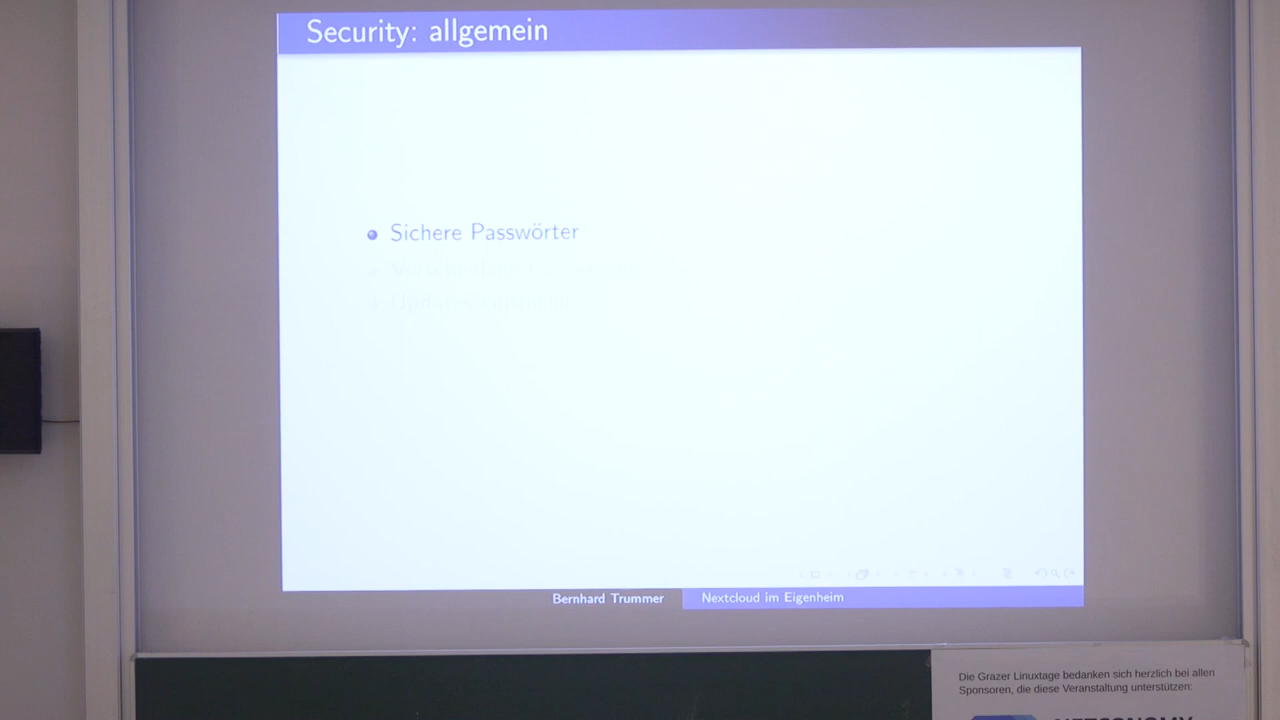 Security: allgemein
Sichere Passwörter
Bernhard Trummer
Nextcloud im Eigenheim
Die Grazer Linuxtage bedanken sich herzlich bei allen
Sponsoren, die diese Veranstaltung unterstützen: